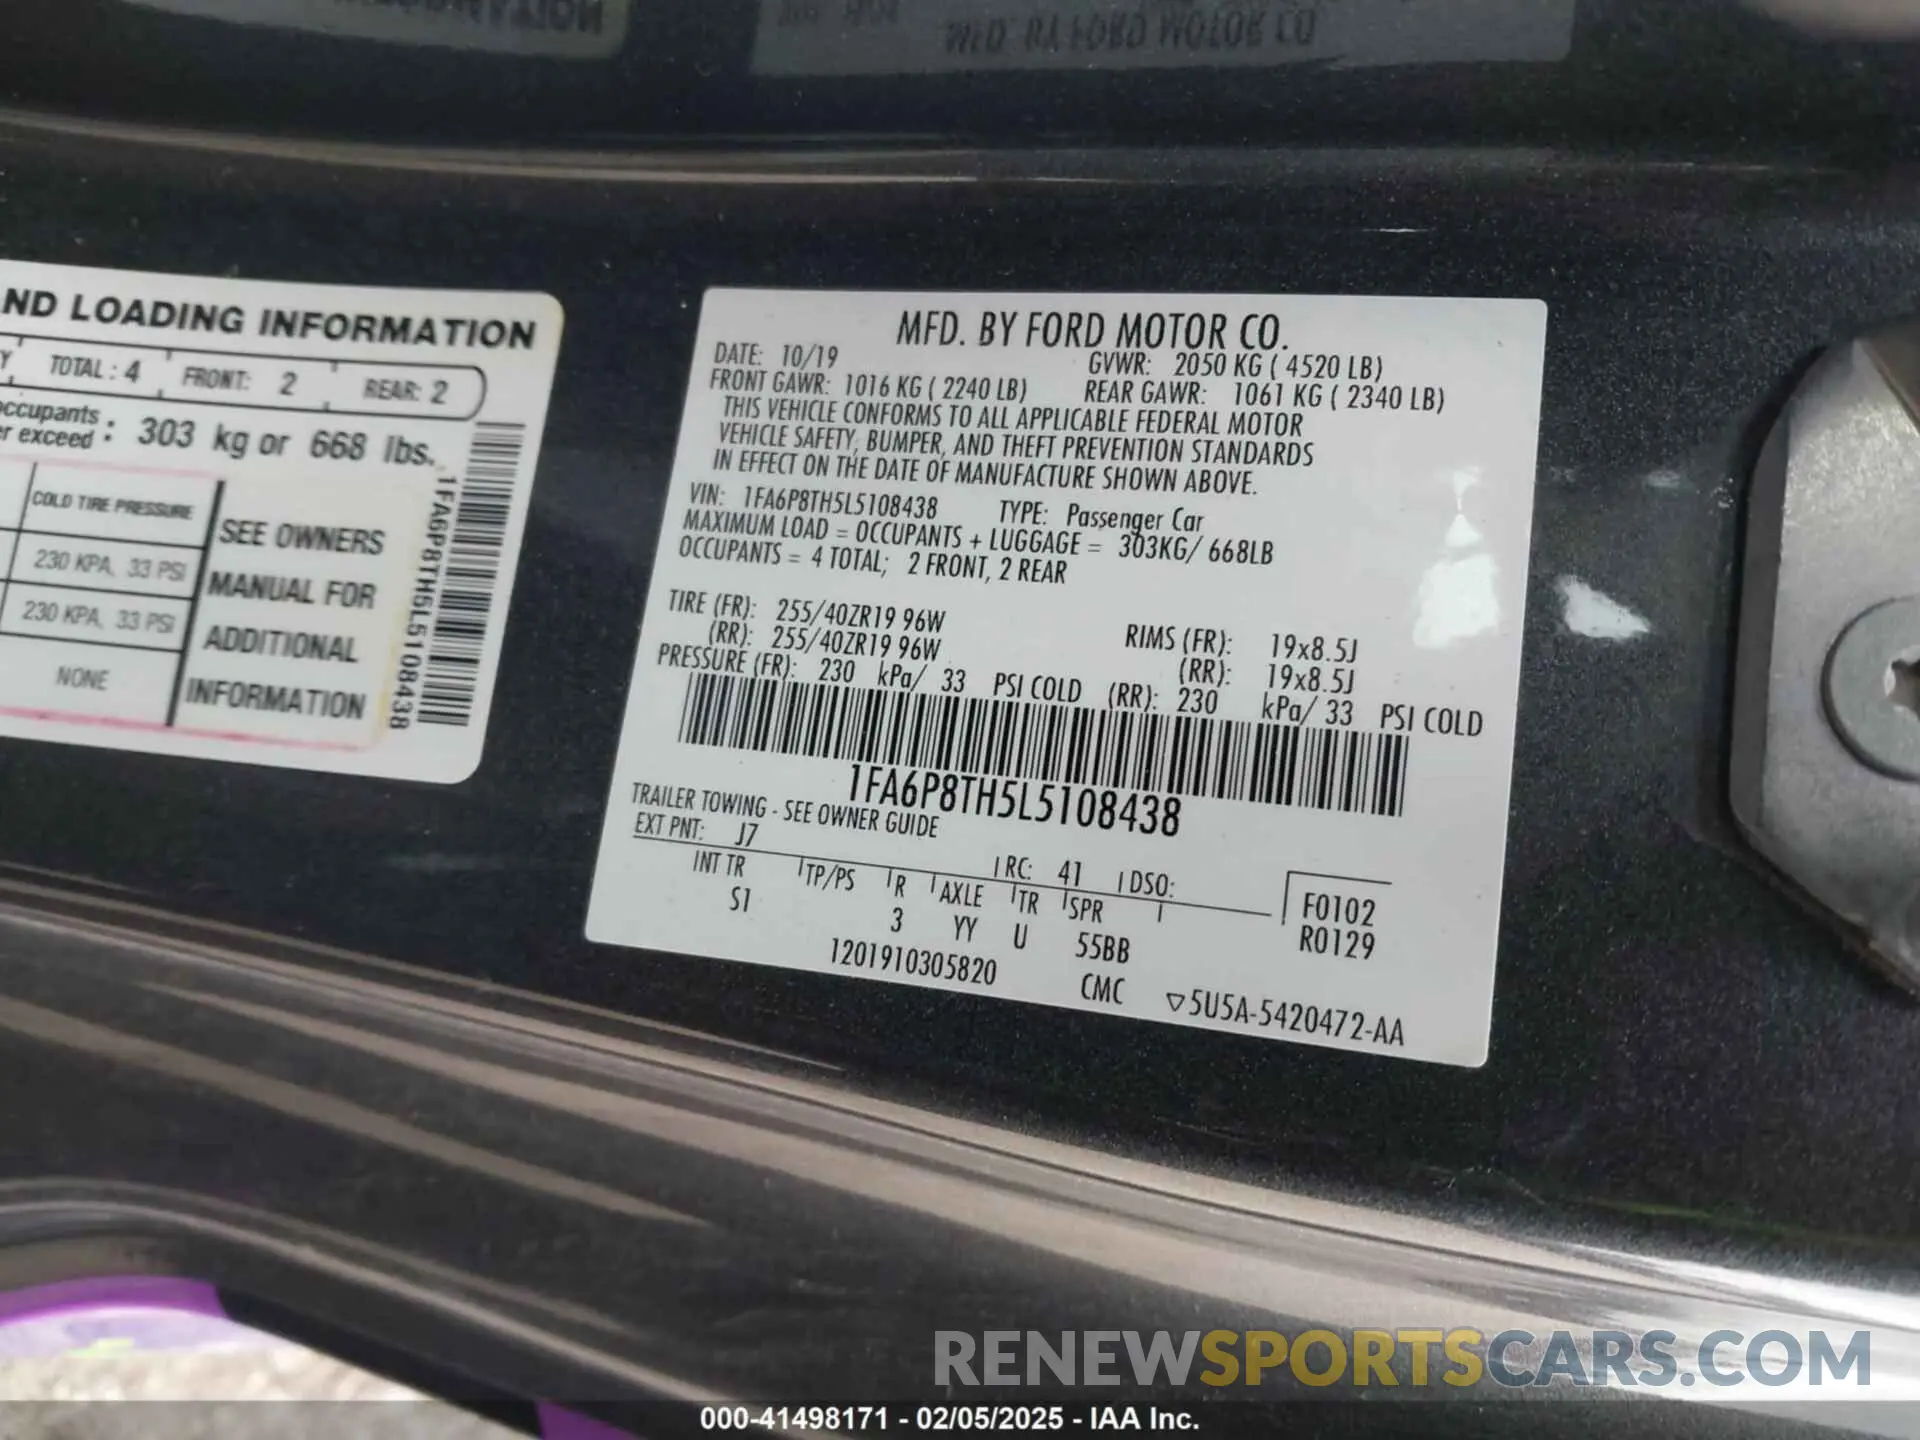 MFD. BY FORD MOTOR CO
ND LOADING INFORMATION
Y TOTAL: 4 FRONT: 2 REAR: 2
occupants
er exceed : 303 kg or 668 lbs.
COLD TIRE PRESSURE
230 KPA, 33 PSI
230 KPA, 33 PSI
NONE
SEE OWNERS
MANUAL FOR
ADDITIONAL
INFORMATION
1FA6P8TH5L5108438
MFD. BY FORD MOTOR CO.
DATE: 10/19 GVWR: 2050 KG ( 4520 LB)
FRONT GAWR: 1016 KG ( 2240 LB) REAR GAWR: 1061 KG ( 2340 LB)
THIS VEHICLE CONFORMS TO ALL APPLICABLE FEDERAL MOTOR
VEHICLE SAFETY, BUMPER, AND THEFT PREVENTION STANDARDS
IN EFFECT ON THE DATE OF MANUFACTURE SHOWN ABOVE.
VIN: 1FA6P8TH5L5108438 TYPE: Passenger Car
MAXIMUM LOAD = OCCUPANTS + LUGGAGE = 303KG/ 668LB
OCCUPANTS = 4 TOTAL; 2 FRONT, 2 REAR
TIRE (FR): 255/40ZR19 96W RIMS (FR): 19x8.5J
(RR): 255/40ZR19 96W (RR): 19x8.5J
PRESSURE (FR): 230 kPa/ 33 PSI COLD (RR): 230 kPa/ 33 PSI COLD
1FA6P8TH5L5108438
TRAILER TOWING - SEE OWNER GUIDE
EXT PNT: J7 RC: 41 DSO:
INT TR TP/PS R AXLE TR SPR F0102
S1 3 YY U 55BB R0129
1201910305820 CMC ▽5U5A-5420472-AA
RENEWSPORTSCARS.COM
000-41498171 - 02/05/2025 - IAA Inc.